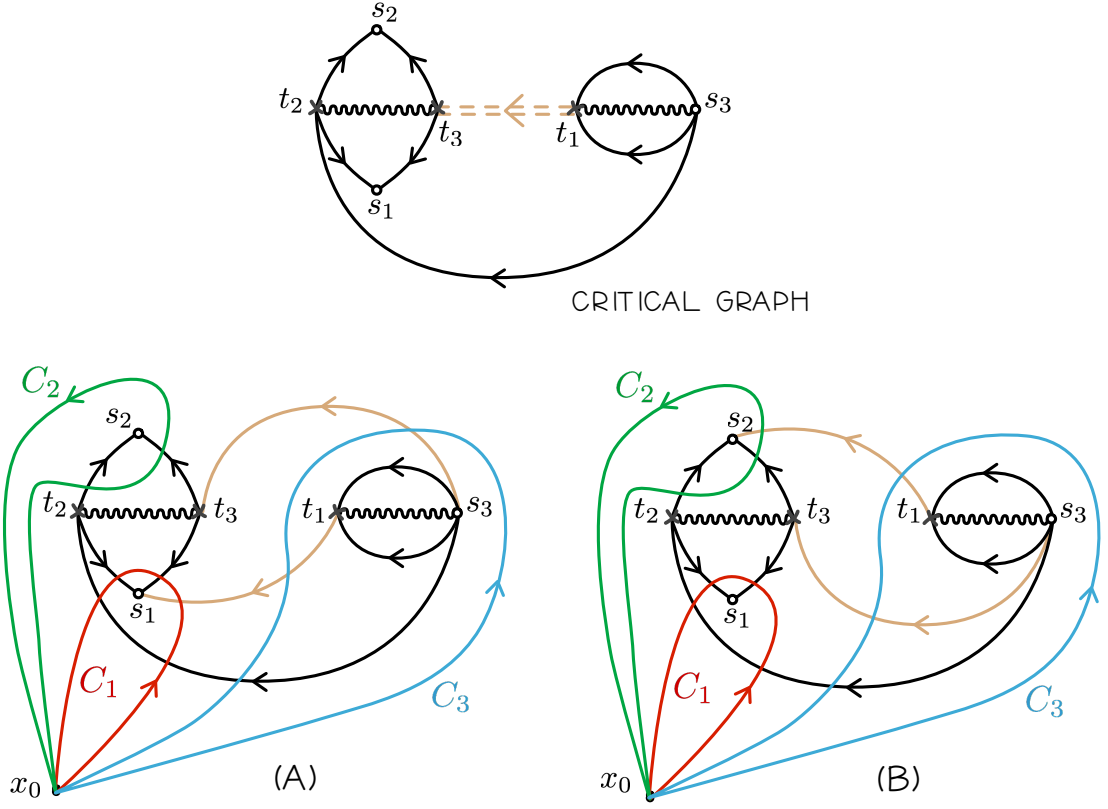 s₂
t₂
t₃
t₁
s₃
s₁
CRITICAL GRAPH
C₂
s₂
t₂
t₃
t₁
s₃
s₁
C₁
C₃
x₀
(A)
C₂
s₂
t₂
t₃
t₁
s₃
s₁
C₁
C₃
x₀
(B)